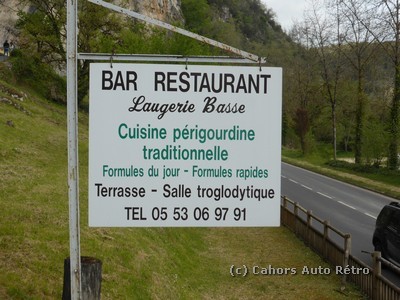 BAR RESTAURANT
Laugerie Basse
Cuisine périgourdine
traditionnelle
Formules du jour - Formules rapides
Terrasse - Salle troglodytique
TEL 05 53 06 97 91
(c) Cahors Auto Rétro